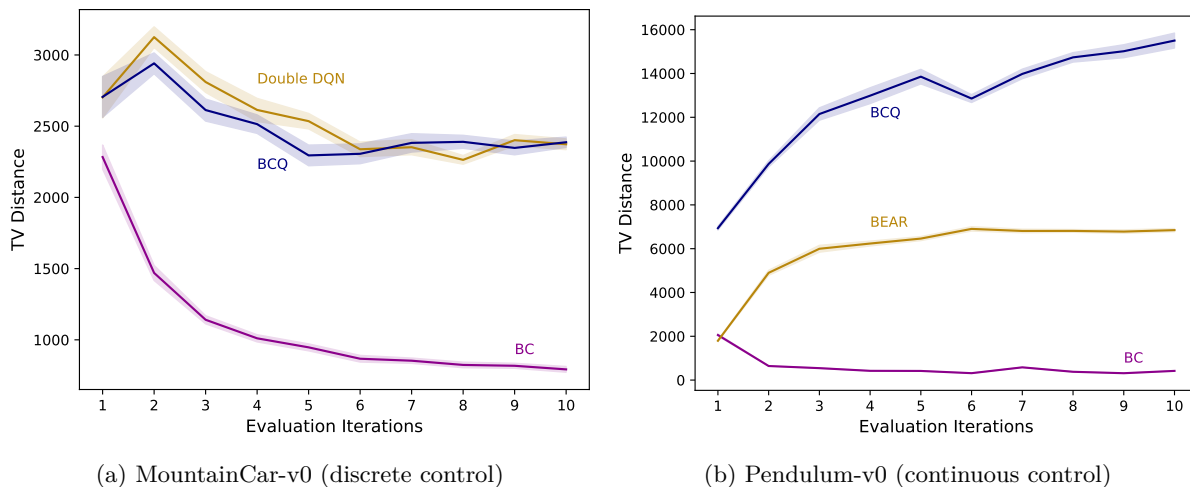 3000
2500
2000
1500
1000
TV Distance
Double DQN
BCQ
BC
1 2 3 4 5 6 7 8 9 10
Evaluation Iterations
(a) MountainCar-v0 (discrete control)
16000
14000
12000
10000
8000
6000
4000
2000
0
TV Distance
BCQ
BEAR
BC
1 2 3 4 5 6 7 8 9 10
Evaluation Iterations
(b) Pendulum-v0 (continuous control)